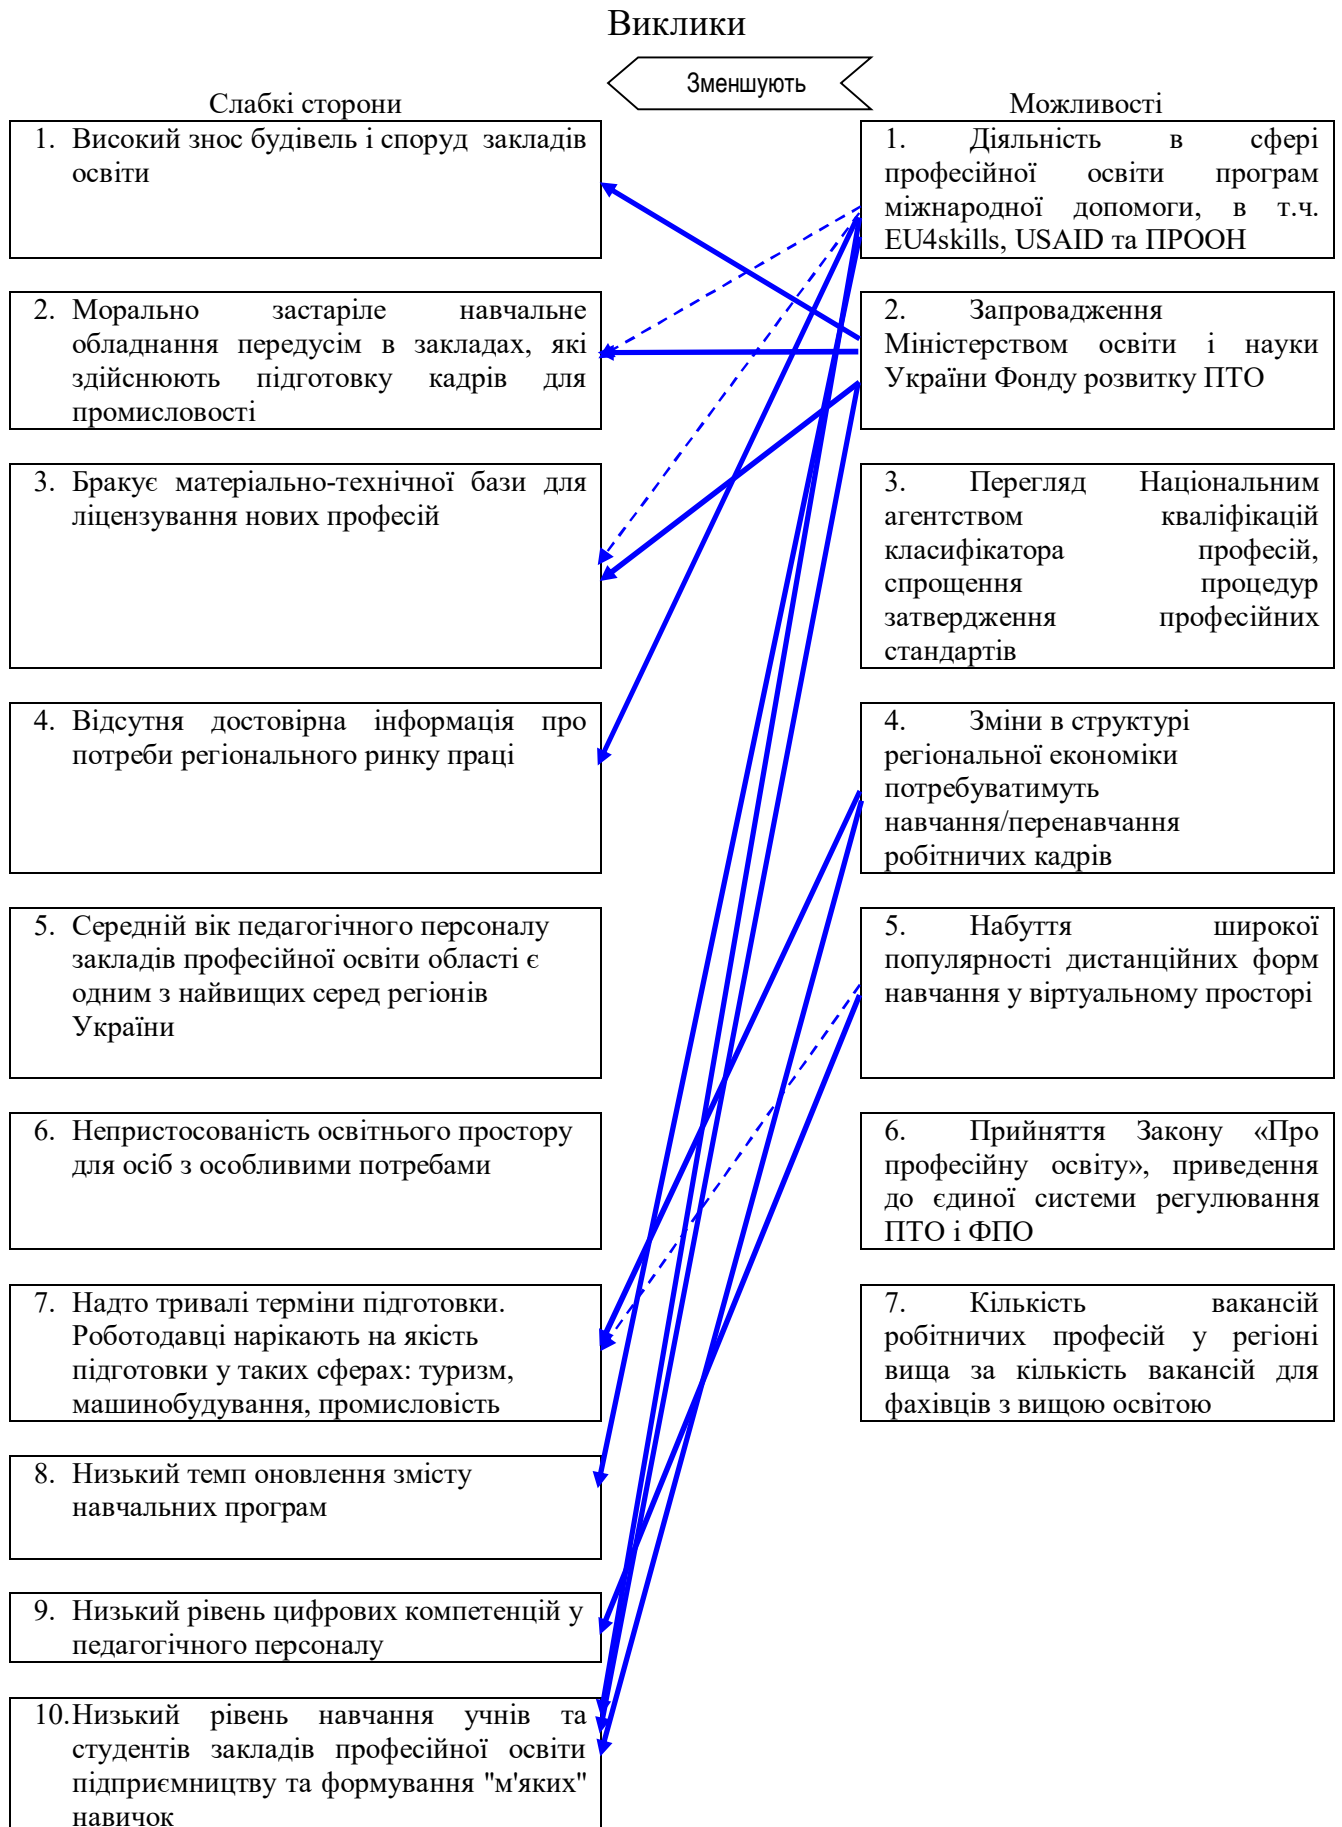 Виклики
Зменшують
Слабкі сторони
1. Високий знос будівель і споруд закладів
освіти
2. Морально застаріле навчальне
обладнання передусім в закладах, які
здійснюють підготовку кадрів для
промисловості
3. Бракує матеріально-технічної бази для
ліцензування нових професій
4. Відсутня достовірна інформація про
потреби регіонального ринку праці
5. Середній вік педагогічного персоналу
закладів професійної освіти області є
одним з найвищих серед регіонів
України
6. Непристосованість освітнього простору
для осіб з особливими потребами
7. Надто тривалі терміни підготовки.
Роботодавці нарікають на якість
підготовки у таких сферах: туризм,
машинобудування, промисловість
8. Низький темп оновлення змісту
навчальних програм
9. Низький рівень цифрових компетенцій у
педагогічного персоналу
10. Низький рівень навчання учнів та
студентів закладів професійної освіти
підприємництву та формування "м'яких"
навичок
Можливості
1. Діяльність в сфері
професійної освіти програм
міжнародної допомоги, в т.ч.
EU4skills, USAID та ПРООН
2. Запровадження
Міністерством освіти і науки
України Фонду розвитку ПТО
3. Перегляд Національним
агентством кваліфікацій
класифікатора професій,
спрощення процедур
затвердження професійних
стандартів
4. Зміни в структурі
регіональної економіки
потребуватимуть
навчання/перенавчання
робітничих кадрів
5. Набуття широкої
популярності дистанційних форм
навчання у віртуальному просторі
6. Прийняття Закону «Про
професійну освіту», приведення
до єдиної системи регулювання
ПТО і ФПО
7. Кількість вакансій
робітничих професій у регіоні
вища за кількість вакансій для
фахівців з вищою освітою